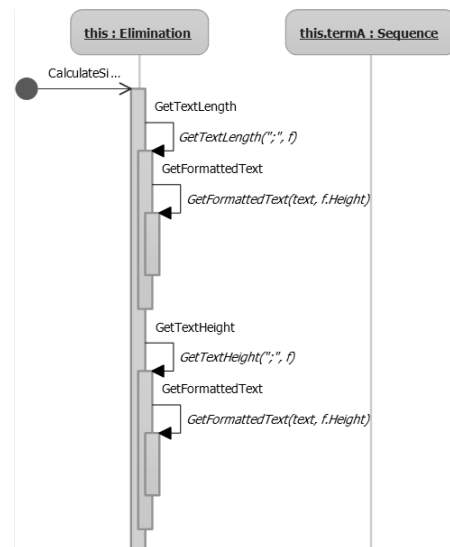 this : Elimination
this.termA : Sequence
CalculateSi...
GetTextLength
GetTextLength(";", f)
GetFormattedText
GetFormattedText(text, f.Height)
GetTextHeight
GetTextHeight(";", f)
GetFormattedText
GetFormattedText(text, f.Height)